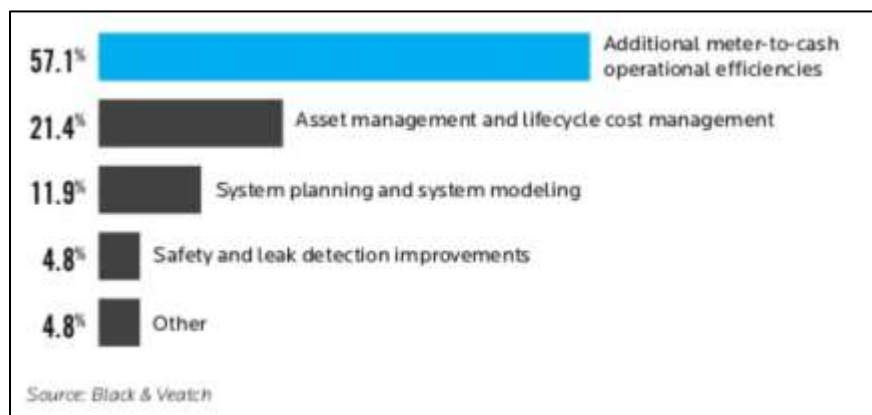 57.1%
Additional meter-to-cash
operational efficiencies
21.4%
Asset management and lifecycle cost management
11.9%
System planning and system modeling
4.8%
Safety and leak detection improvements
4.8%
Other
Source: Black & Veatch